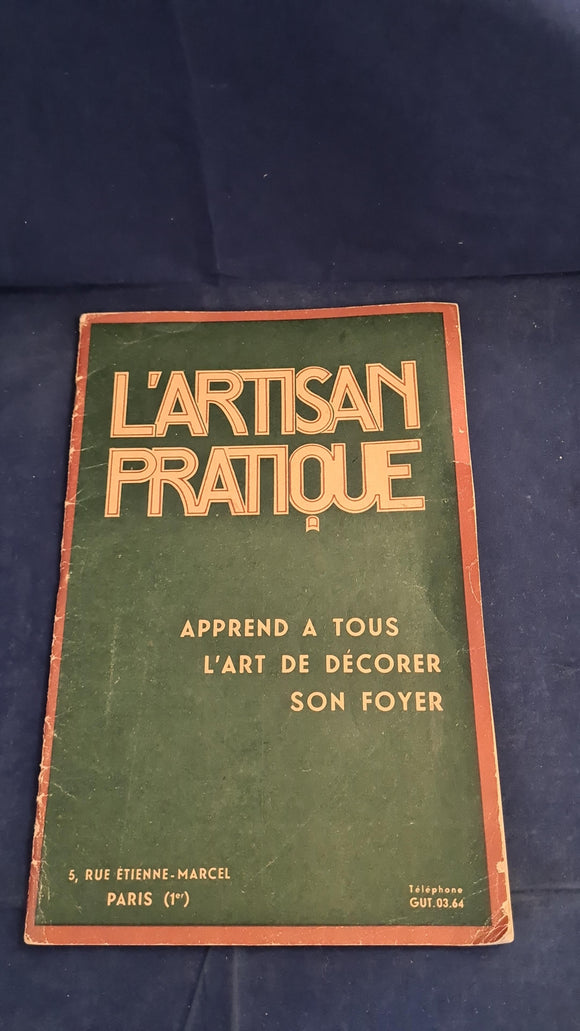 L'ARTISAN
PRATIQUE
APPREND A TOUS
L'ART DE DÉCORER
SON FOYER
5, RUE ÉTIENNE-MARCEL
PARIS (1er)
Téléphone
GUT. 03.64